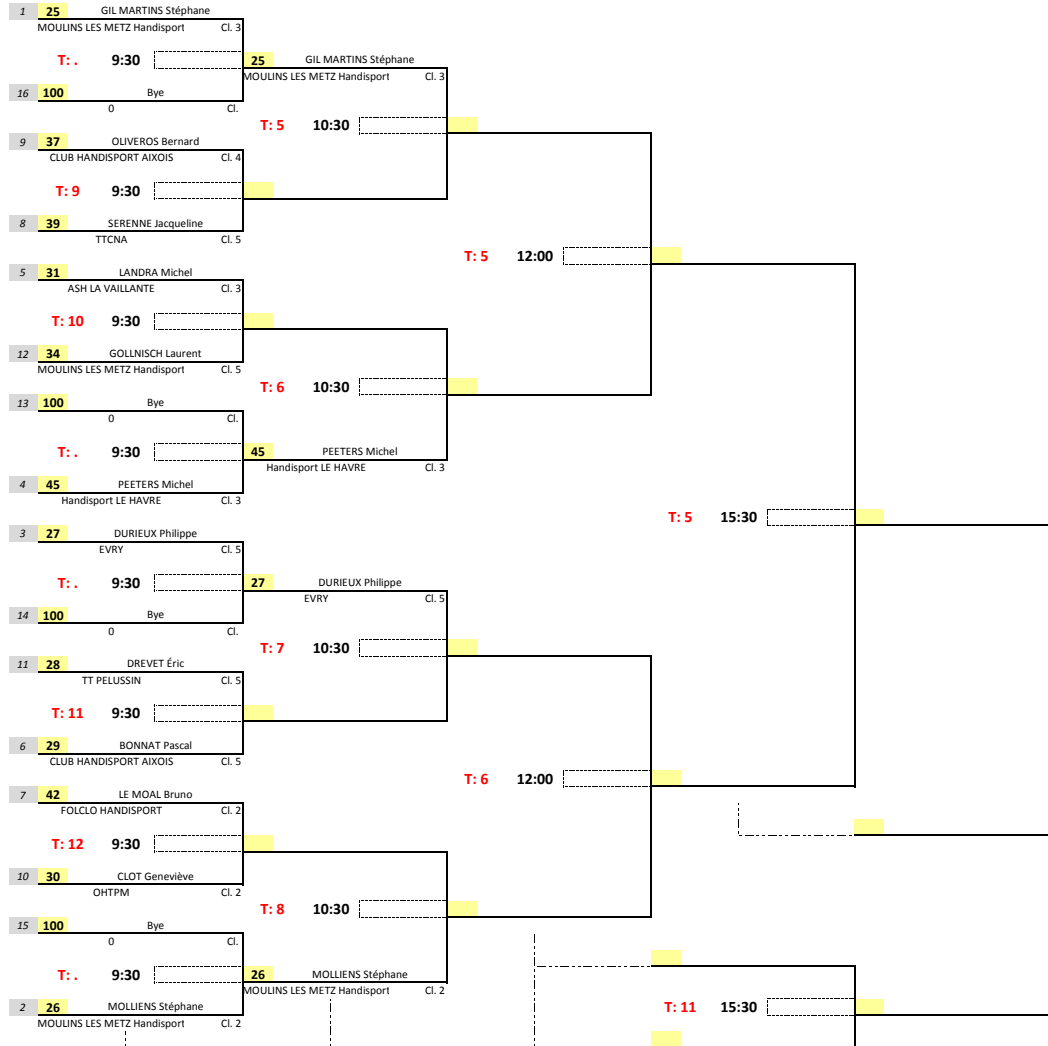 1 25 GIL MARTINS Stéphane
MOULINS LES METZ Handisport Cl. 3
T: . 9:30
25 GIL MARTINS Stéphane
MOULINS LES METZ Handisport Cl. 3
16 100 Bye
0 Cl.
T: 5 10:30
9 37 OLIVEROS Bernard
CLUB HANDISPORT AIXOIS Cl. 4
T: 9 9:30
8 39 SERENNE Jacqueline
TTCNA Cl. 5
T: 5 12:00
5 31 LANDRA Michel
ASH LA VAILLANTE Cl. 3
T: 10 9:30
12 34 GOLLNISCH Laurent
MOULINS LES METZ Handisport Cl. 5
T: 6 10:30
13 100 Bye
0 Cl.
T: . 9:30
45 PEETERS Michel
Handisport LE HAVRE Cl. 3
4 45 PEETERS Michel
Handisport LE HAVRE Cl. 3
T: 5 15:30
3 27 DURIEUX Philippe
EVRY Cl. 5
T: . 9:30
27 DURIEUX Philippe
EVRY Cl. 5
14 100 Bye
0 Cl.
T: 7 10:30
11 28 DREVET Éric
TT PELUSSIN Cl. 5
T: 11 9:30
6 29 BONNAT Pascal
CLUB HANDISPORT AIXOIS Cl. 5
T: 6 12:00
7 42 LE MOAL Bruno
FOLCLO HANDISPORT Cl. 2
T: 12 9:30
10 30 CLOT Geneviève
OHTPM Cl. 2
T: 8 10:30
15 100 Bye
0 Cl.
T: . 9:30
26 MOLLIENS Stéphane
MOULINS LES METZ Handisport Cl. 2
2 26 MOLLIENS Stéphane
MOULINS LES METZ Handisport Cl. 2
T: 11 15:30